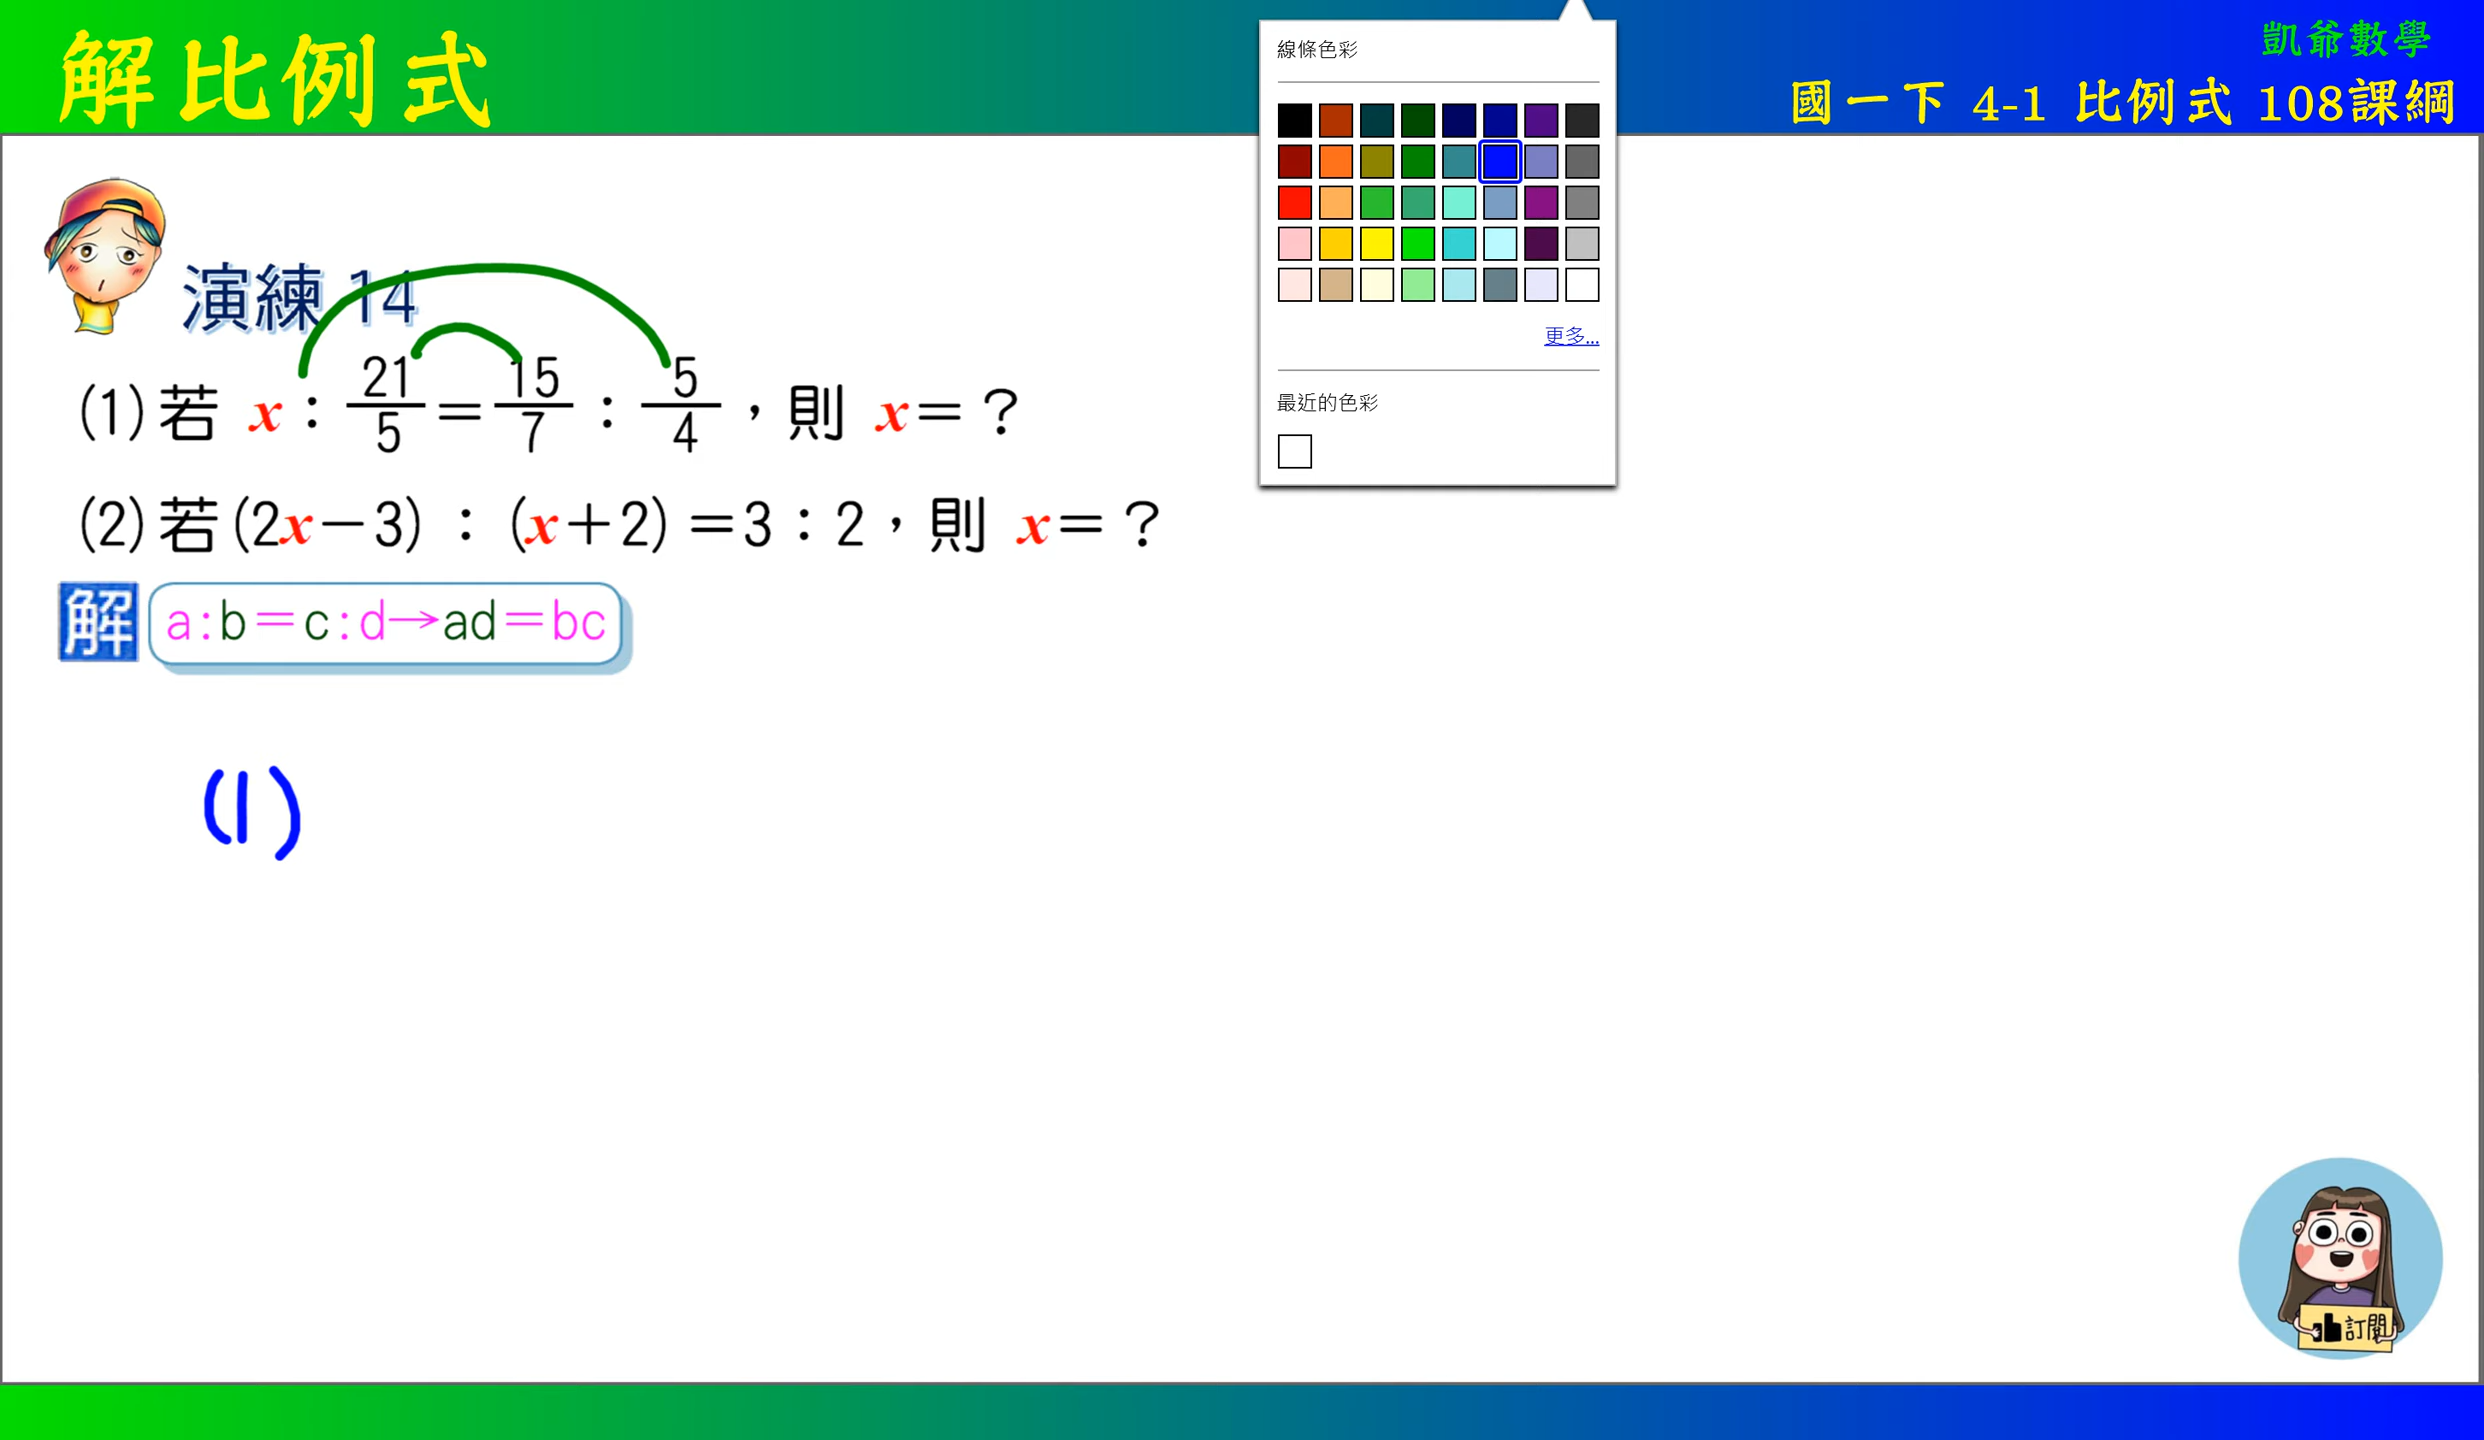 解比例式
凱爺數學
國一下 4-1 比例式 108課綱
線條色彩
更多...
最近的色彩
演練 14
(1)若 x：21/5＝15/7：5/4，則 x＝？
(2)若(2x－3)：(x＋2)＝3：2，則 x＝？
解 a:b＝c:d→ad＝bc
(1)
訂閱